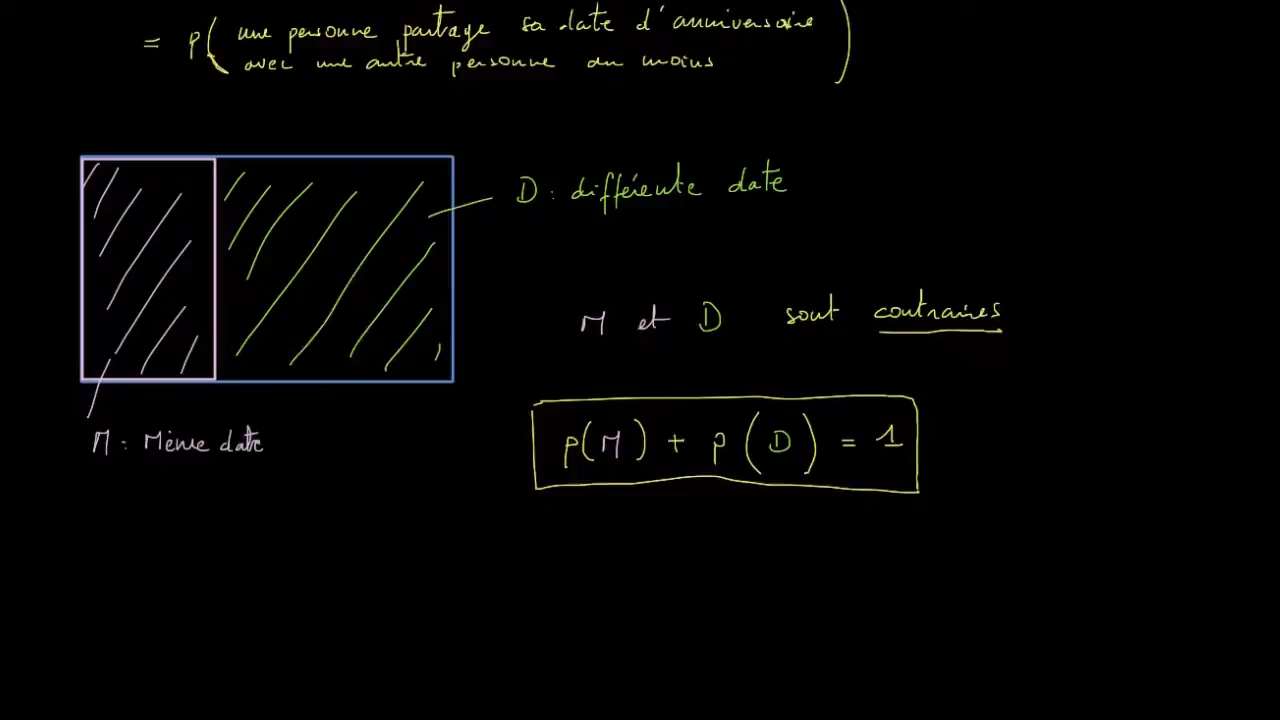 = p( une personne partage sa date d'anniversaire
avec une autre personne au moins )
D : différente date
M et D sont contraires
p(M) + p(D) = 1
M : Même date